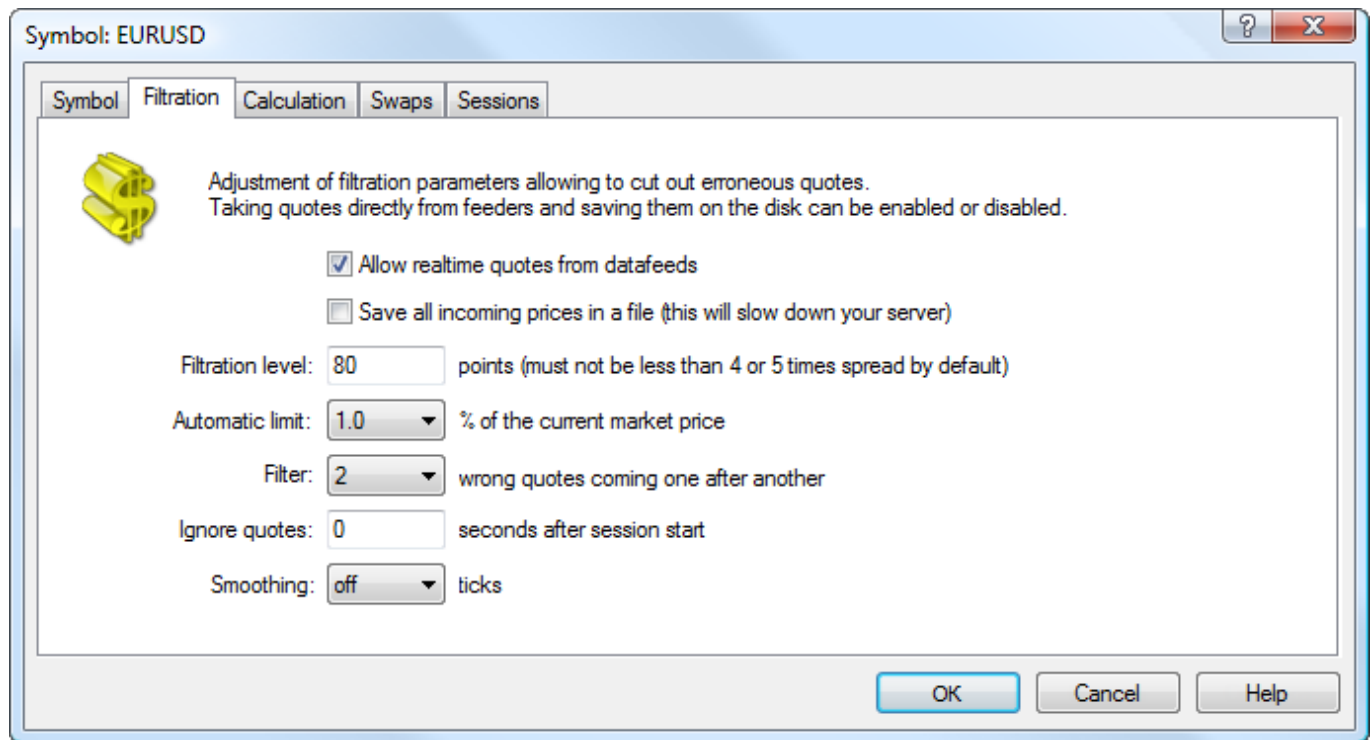 Symbol: EURUSD
Symbol Filtration Calculation Swaps Sessions
Adjustment of filtration parameters allowing to cut out erroneous quotes.
Taking quotes directly from feeders and saving them on the disk can be enabled or disabled.
Allow realtime quotes from datafeeds
Save all incoming prices in a file (this will slow down your server)
Filtration level: 80 points (must not be less than 4 or 5 times spread by default)
Automatic limit: 1.0 % of the current market price
Filter: 2 wrong quotes coming one after another
Ignore quotes: 0 seconds after session start
Smoothing: off ticks
OK Cancel Help